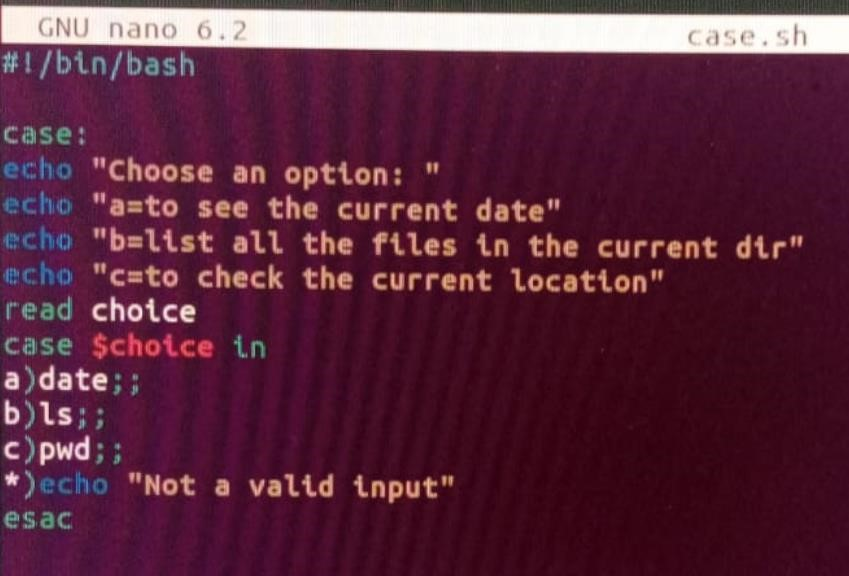 GNU nano 6.2 case.sh
#!/bin/bash
case:
echo "Choose an option: "
echo "a=to see the current date"
echo "b=list all the files in the current dir"
echo "c=to check the current location"
read choice
case $choice in
a)date;;
b)ls;;
c)pwd;;
*)echo "Not a valid input"
esac